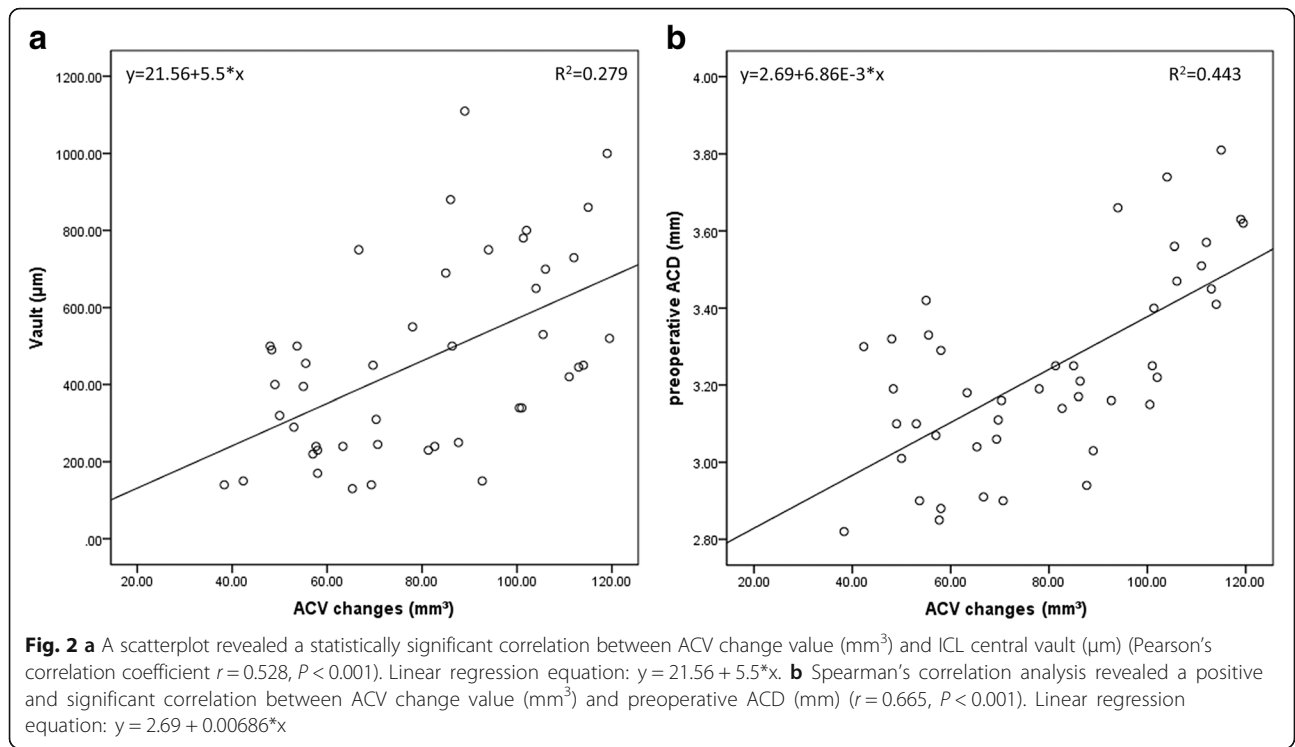 a
y=21.56+5.5*x
R²=0.279
1200.00
1000.00
800.00
600.00
400.00
200.00
.00
Vault (µm)
20.00 40.00 60.00 80.00 100.00 120.00
ACV changes (mm³)
b
y=2.69+6.86E-3*x
R²=0.443
4.00
3.80
3.60
3.40
3.20
3.00
2.80
preoperative ACD (mm)
20.00 40.00 60.00 80.00 100.00 120.00
ACV changes (mm³)
Fig. 2 a A scatterplot revealed a statistically significant correlation between ACV change value (mm³) and ICL central vault (µm) (Pearson's
correlation coefficient r = 0.528, P < 0.001). Linear regression equation: y = 21.56 + 5.5*x. b Spearman's correlation analysis revealed a positive
and significant correlation between ACV change value (mm³) and preoperative ACD (mm) (r = 0.665, P < 0.001). Linear regression
equation: y = 2.69 + 0.00686*x